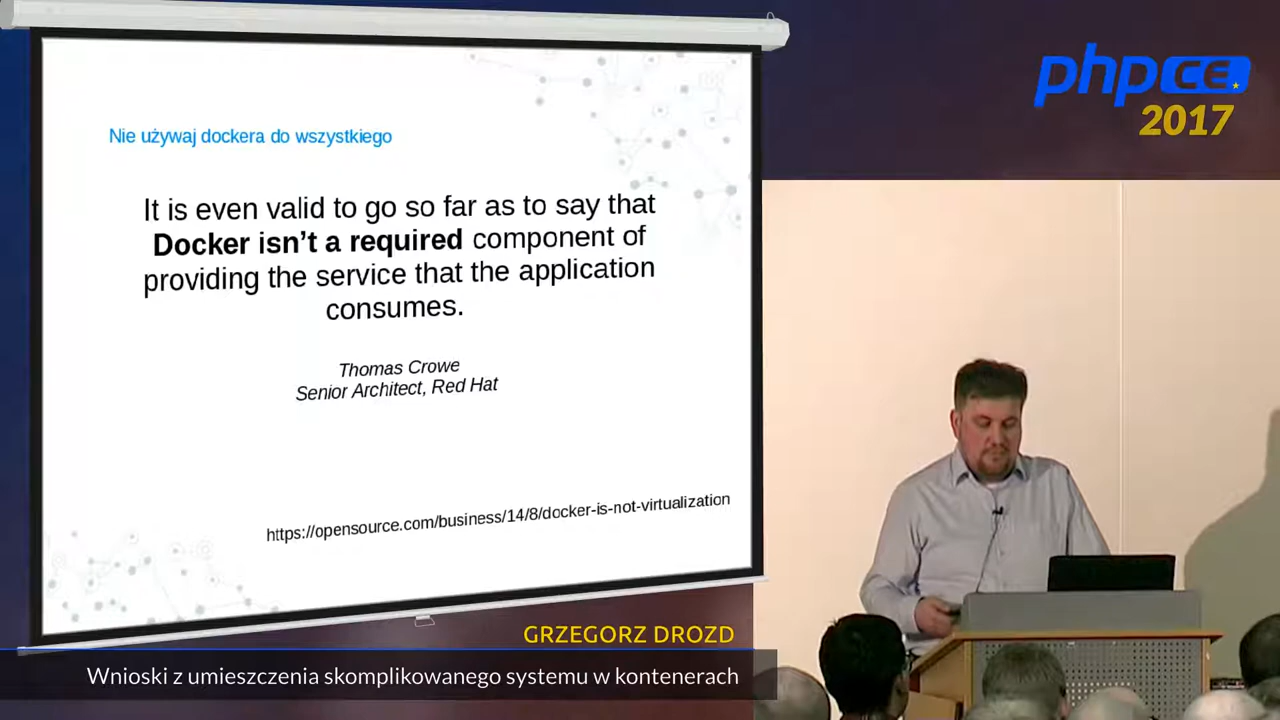 Nie używaj dockera do wszystkiego
It is even valid to go so far as to say that
Docker isn't a required component of
providing the service that the application
consumes.
Thomas Crowe
Senior Architect, Red Hat
https://opensource.com/business/14/8/docker-is-not-virtualization
phpCE
2017
GRZEGORZ DROZD
Wnioski z umieszczenia skomplikowanego systemu w kontenerach